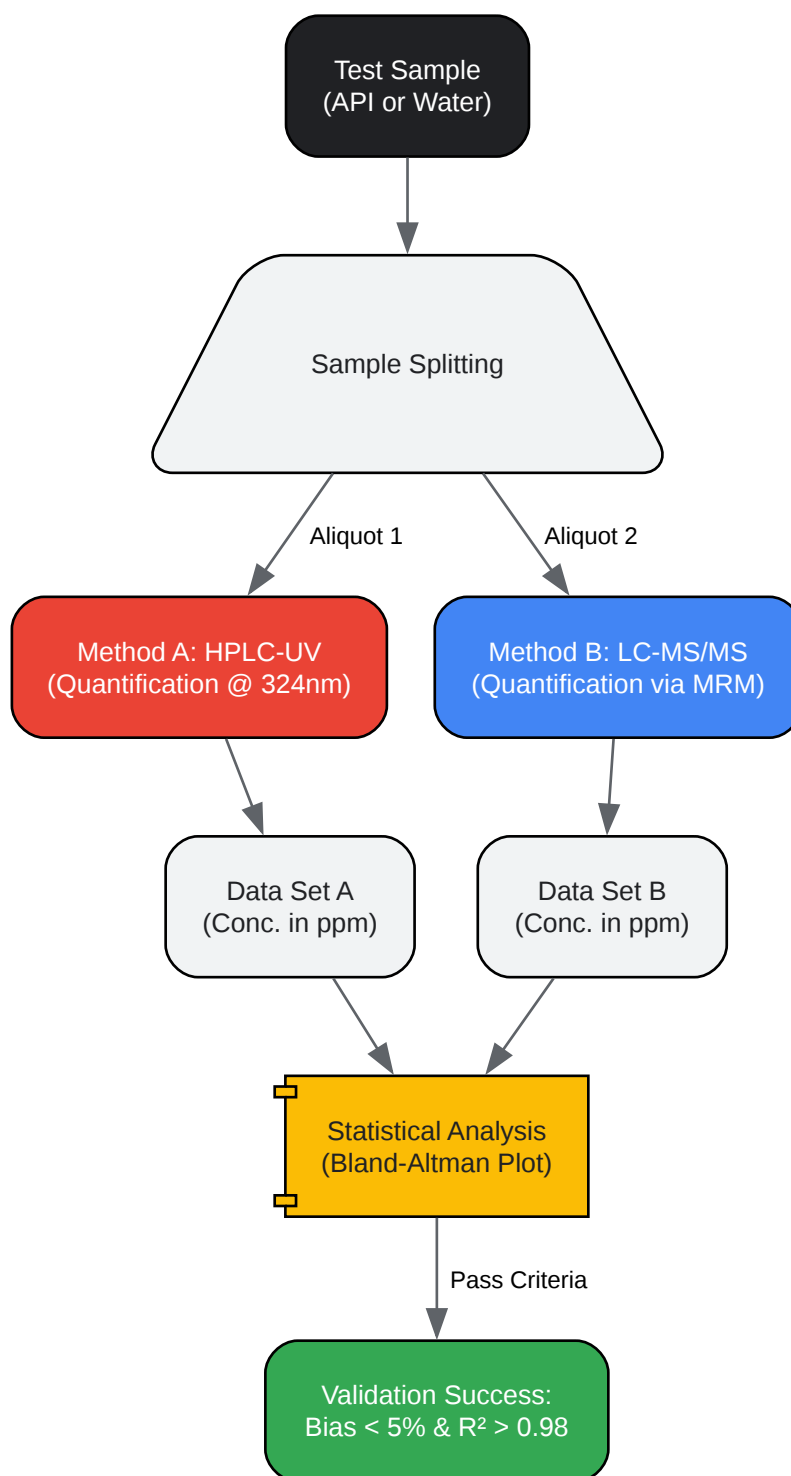 Test Sample
(API or Water)
Sample Splitting
Aliquot 1
Aliquot 2
Method A: HPLC-UV
(Quantification @ 324nm)
Method B: LC-MS/MS
(Quantification via MRM)
Data Set A
(Conc. in ppm)
Data Set B
(Conc. in ppm)
Statistical Analysis
(Bland-Altman Plot)
Pass Criteria
Validation Success:
Bias < 5% & R² > 0.98